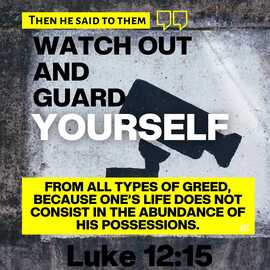 THEN HE SAID TO THEM
WATCH OUT
AND
GUARD
YOURSELF
FROM ALL TYPES OF GREED,
BECAUSE ONE'S LIFE DOES NOT
CONSIST IN THE ABUNDANCE OF
HIS POSSESSIONS.
Luke 12:15